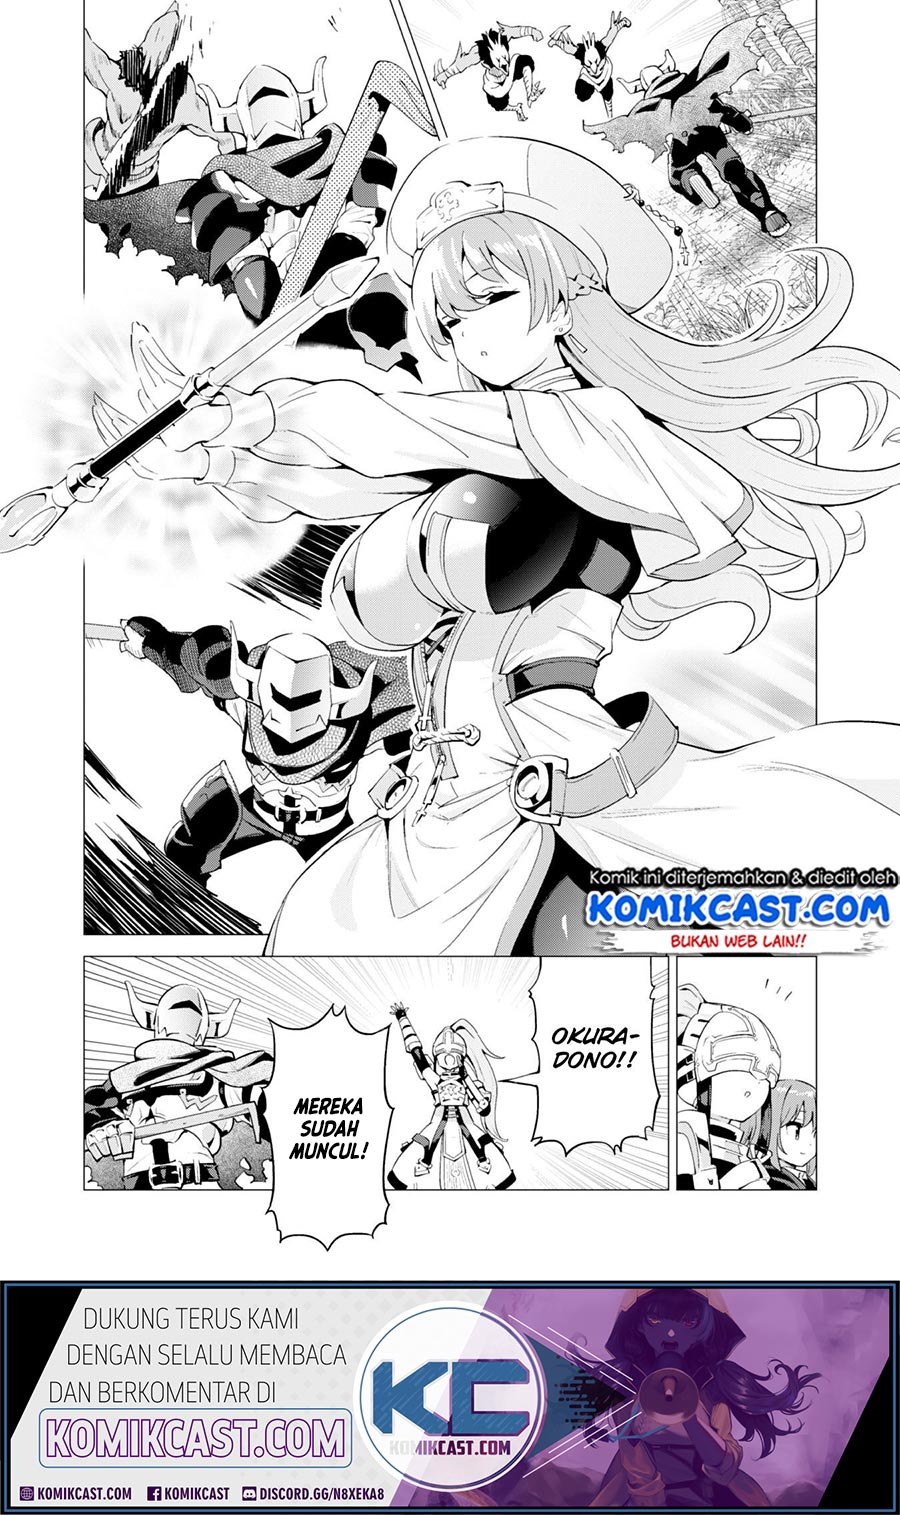 Komik ini diterjemahkan & diedit oleh
KOMIKCAST.COM
BUKAN WEB LAIN!!
OKURA-
DONO!!
MEREKA
SUDAH
MUNCUL!
DUKUNG TERUS KAMI
DENGAN SELALU MEMBACA
DAN BERKOMENTAR DI
KOMIKCAST.COM
KC
KOMIKCAST.COM
KOMIKCAST.COM
KOMIKCAST
DISCORD.GG/N8XEKA8